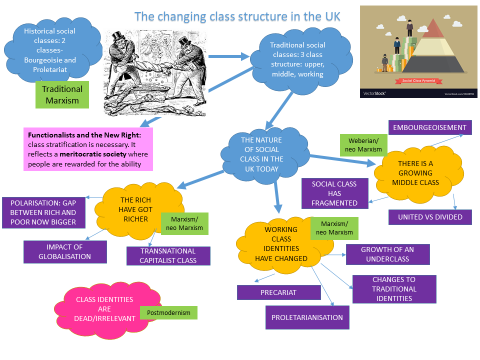 The changing class structure in the UK
Historical social
classes: 2
classes-
Bourgeoisie and
Proletariat
Traditional
Marxism
Traditional social
classes: 3 class
structure: upper,
middle, working
Social Class Pyramids
VectorStock
Functionalists and the New Right:
class stratification is necessary. It
reflects a meritocratic society where
people are rewarded for the ability
THE NATURE
OF SOCIAL
CLASS IN THE
UK TODAY
Weberian/
neo Marxism
EMBOURGEOISEMENT
THERE IS A
GROWING
MIDDLE CLASS
SOCIAL CLASS
HAS
FRAGMENTED
UNITED VS DIVIDED
POLARISATION: GAP
BETWEEN RICH AND
POOR NOW BIGGER
THE RICH
HAVE GOT
RICHER
Marxism/
neo Marxism
IMPACT OF
GLOBALISATION
TRANSNATIONAL
CAPITALIST CLASS
WORKING
CLASS
IDENTITIES
HAVE CHANGED
Marxism/
neo Marxism
GROWTH OF AN
UNDERCLASS
CHANGES TO
TRADITIONAL
IDENTITIES
PRECARIAT
PROLETARIANISATION
CLASS IDENTITIES
ARE
DEAD/IRRELEVANT
Postmodernism